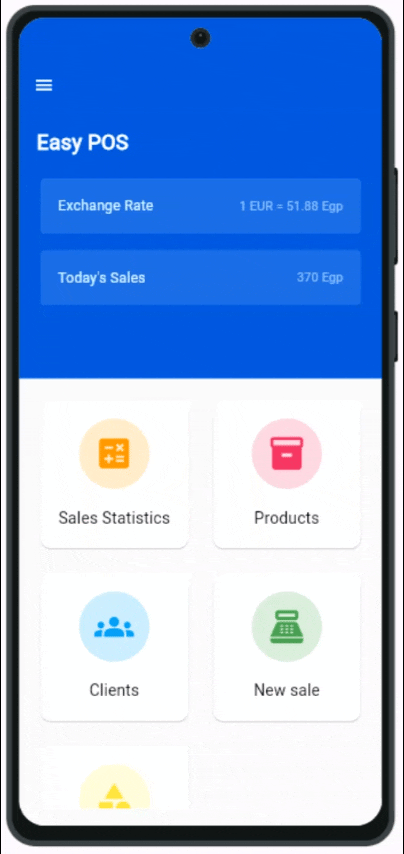 Easy POS
Exchange Rate 1 EUR = 51.88 Egp
Today's Sales 370 Egp
Sales Statistics Products
Clients New sale